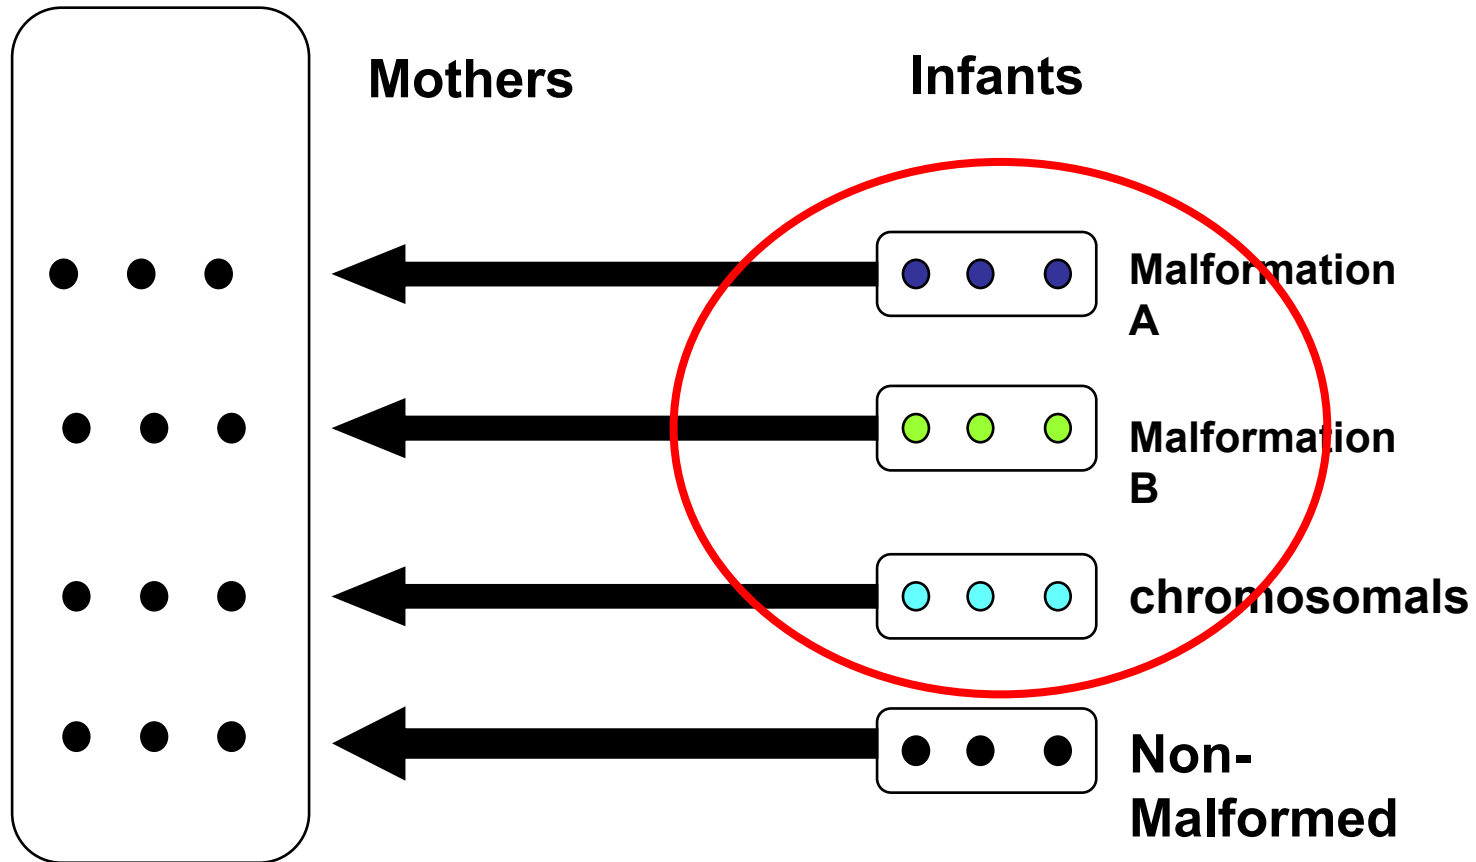 Mothers
Infants
Malformation
A
Malformation
B
chromosomals
Non-
Malformed